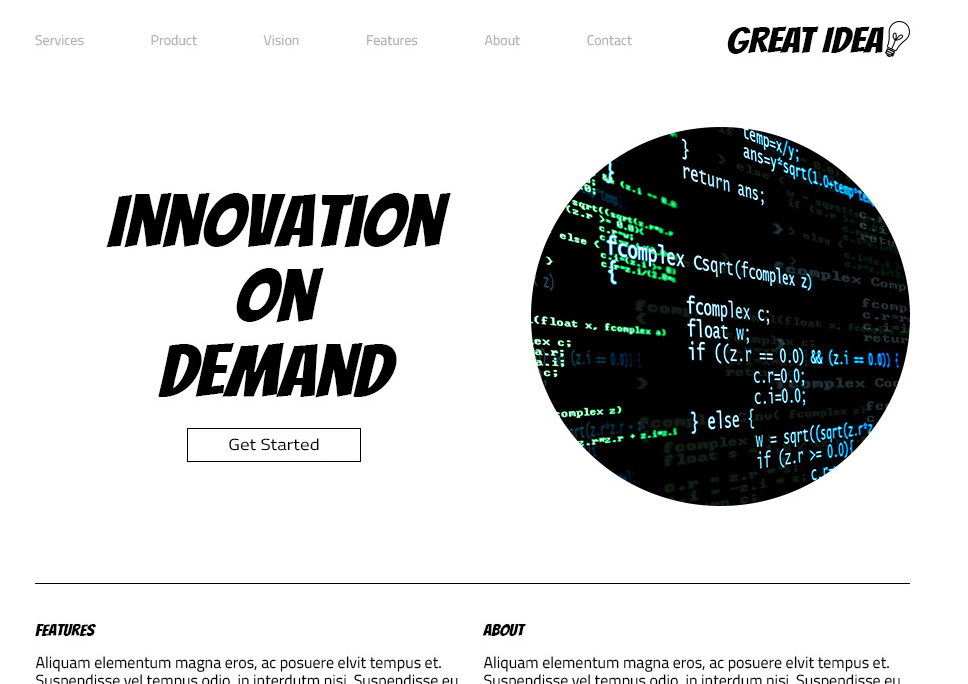 Services Product Vision Features About Contact GREAT IDEA
INNOVATION
ON
DEMAND
Get Started
temp=x/y;
ans=y*sqrt(1.0+temp*
}
return ans;
fcomplex Csqrt(fcomplex z)
{
fcomplex c;
float w;
if ((z.r == 0.0) && (z.i == 0.0)) {
c.r=0.0;
c.i=0.0;
} else {
w = sqrt((sqrt(z.r*z
if (z.r >= 0.0){
FEATURES
Aliquam elementum magna eros, ac posuere elvit tempus et.
Suspendisse vel tempus odio, in interdutm nisi. Suspendisse eu
ABOUT
Aliquam elementum magna eros, ac posuere elvit tempus et.
Suspendisse vel tempus odio, in interdutm nisi. Suspendisse eu